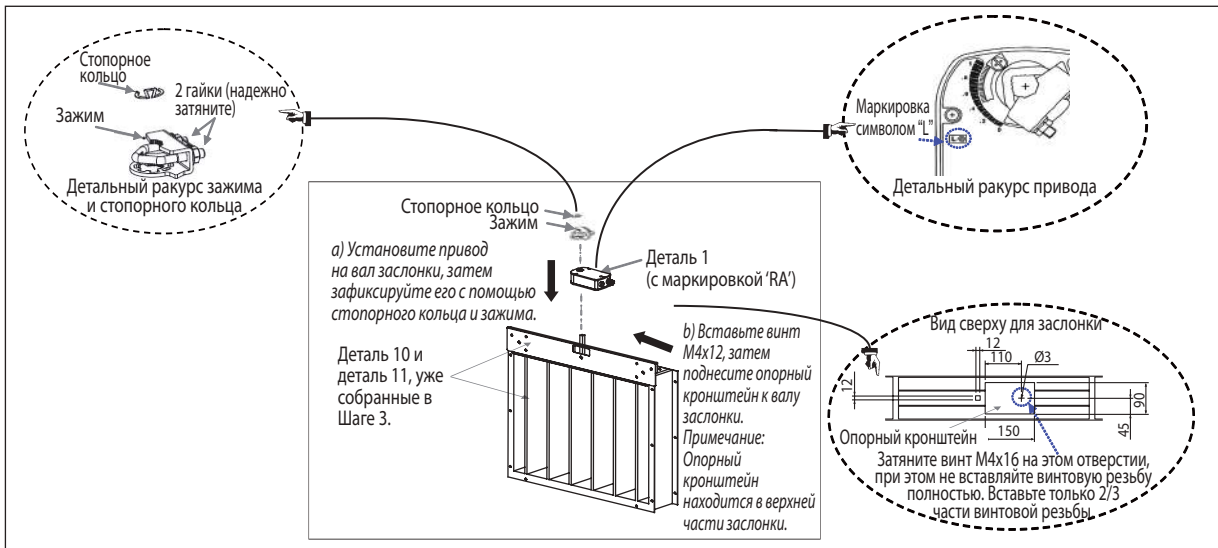 Стопорное
кольцо
2 гайки (надежно
затяните)
Зажим
Детальный ракурс зажима
и стопорного кольца
Маркировка
символом "L"
L
Детальный ракурс привода
Стопорное кольцо
Зажим
a) Установите привод
на вал заслонки, затем
зафиксируйте его с помощью
стопорного кольца и зажима.
Деталь 1
(с маркировкой 'RA')
Деталь 10 и
деталь 11, уже
собранные в
Шаге 3.
b) Вставьте винт
M4x12, затем
поднесите опорный
кронштейн к валу
заслонки.
Примечание:
Опорный
кронштейн
находится в верхней
части заслонки.
Вид сверху для заслонки
12
110
Ø3
12
90
45
150
Опорный кронштейн
Затяните винт M4x16 на этом отверстии,
при этом не вставляйте винтовую резьбу
полностью. Вставьте только 2/3
части винтовой резьбы